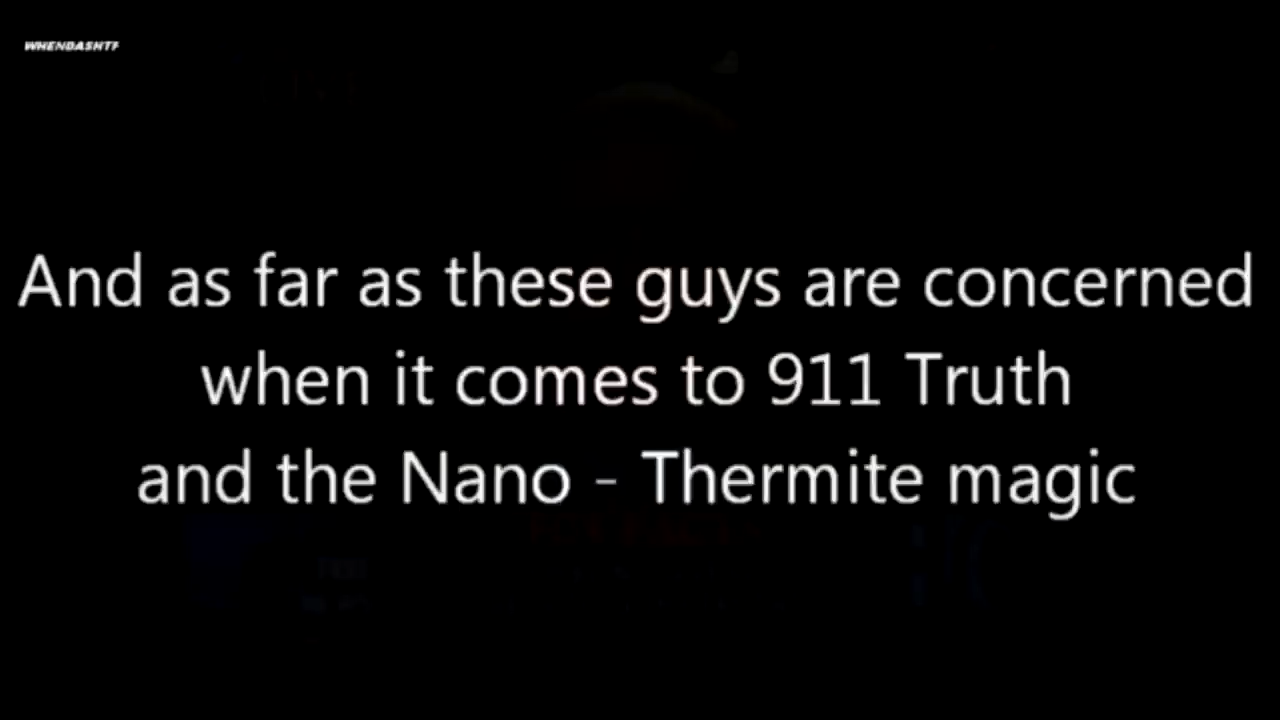 WHENDASHTF
And as far as these guys are concerned
when it comes to 911 Truth
and the Nano - Thermite magic